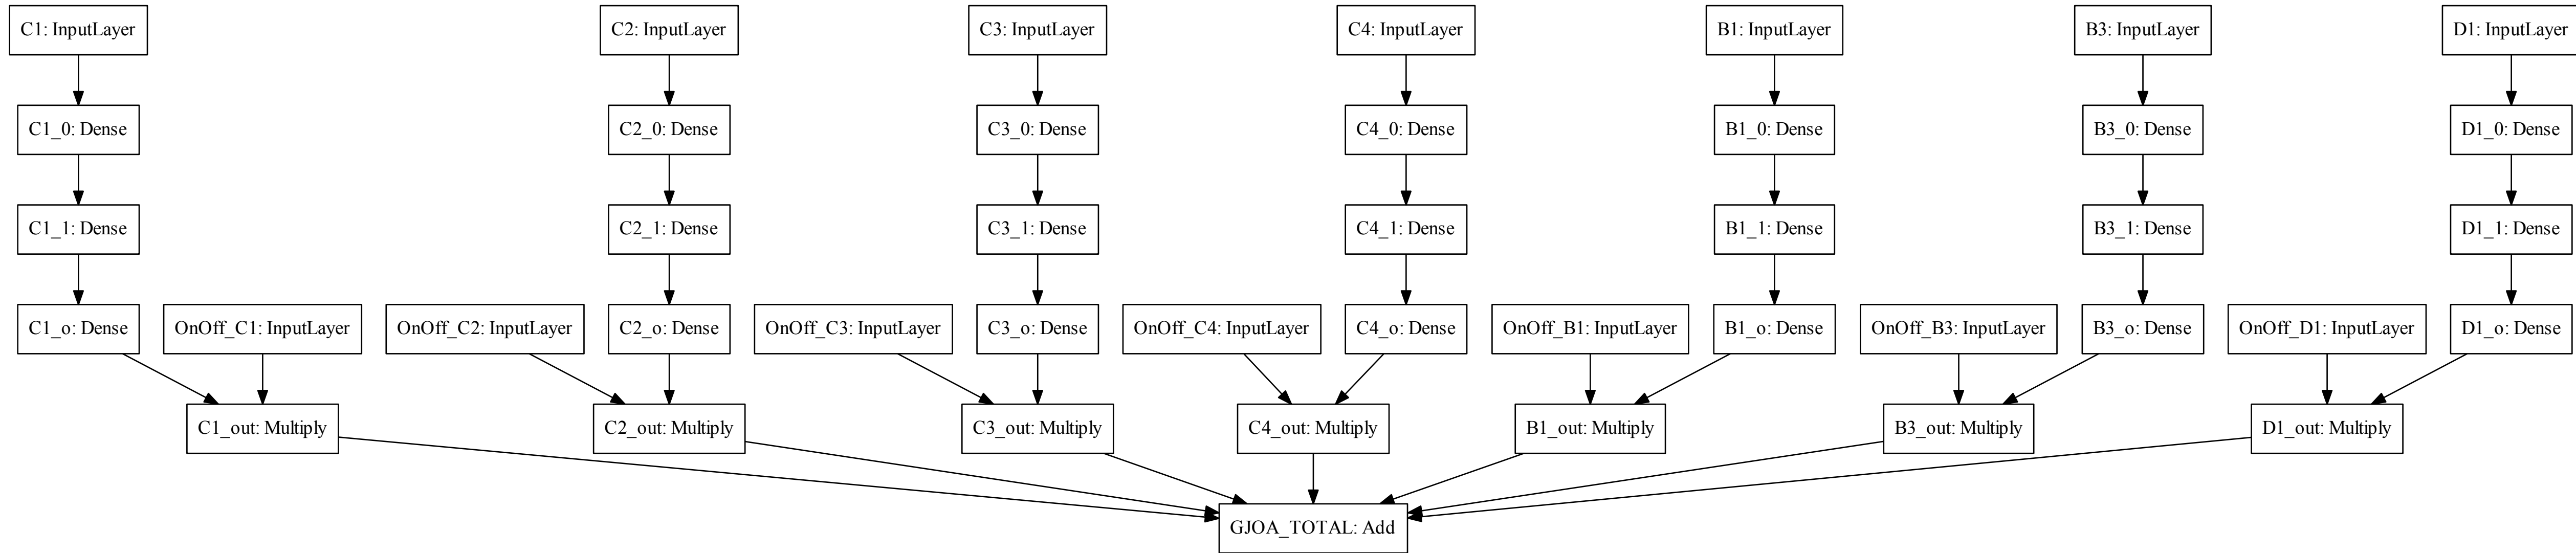 C1: InputLayer
C2: InputLayer
C3: InputLayer
C4: InputLayer
B1: InputLayer
B3: InputLayer
D1: InputLayer
C1_0: Dense
C2_0: Dense
C3_0: Dense
C4_0: Dense
B1_0: Dense
B3_0: Dense
D1_0: Dense
C1_1: Dense
C2_1: Dense
C3_1: Dense
C4_1: Dense
B1_1: Dense
B3_1: Dense
D1_1: Dense
C1_o: Dense
OnOff_C1: InputLayer
OnOff_C2: InputLayer
C2_o: Dense
OnOff_C3: InputLayer
C3_o: Dense
OnOff_C4: InputLayer
C4_o: Dense
OnOff_B1: InputLayer
B1_o: Dense
OnOff_B3: InputLayer
B3_o: Dense
OnOff_D1: InputLayer
D1_o: Dense
C1_out: Multiply
C2_out: Multiply
C3_out: Multiply
C4_out: Multiply
B1_out: Multiply
B3_out: Multiply
D1_out: Multiply
GJOA_TOTAL: Add